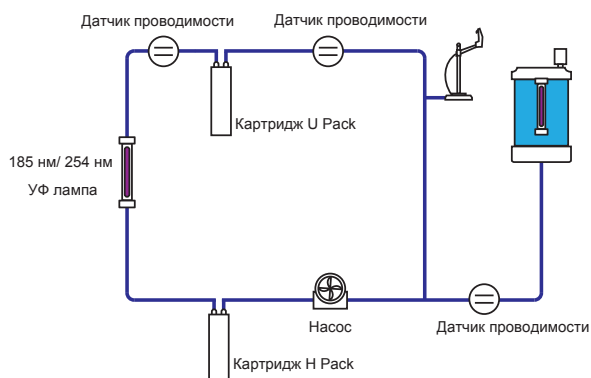 Датчик проводимости
Датчик проводимости
Картридж U Pack
185 нм/ 254 нм
УФ лампа
Насос
Датчик проводимости
Картридж H Pack